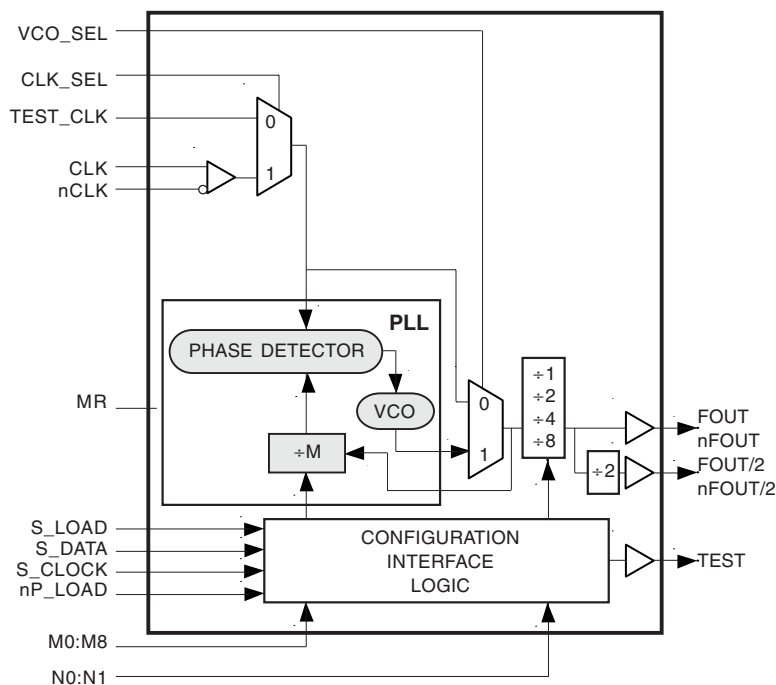 VCO_SEL
CLK_SEL
TEST_CLK
0
CLK
1
nCLK
PLL
PHASE DETECTOR
÷1
÷2
÷4
÷8
MR
VCO
0
1
FOUT
nFOUT
÷M
÷2
FOUT/2
nFOUT/2
S_LOAD
S_DATA
S_CLOCK
nP_LOAD
CONFIGURATION
INTERFACE
LOGIC
TEST
M0:M8
N0:N1